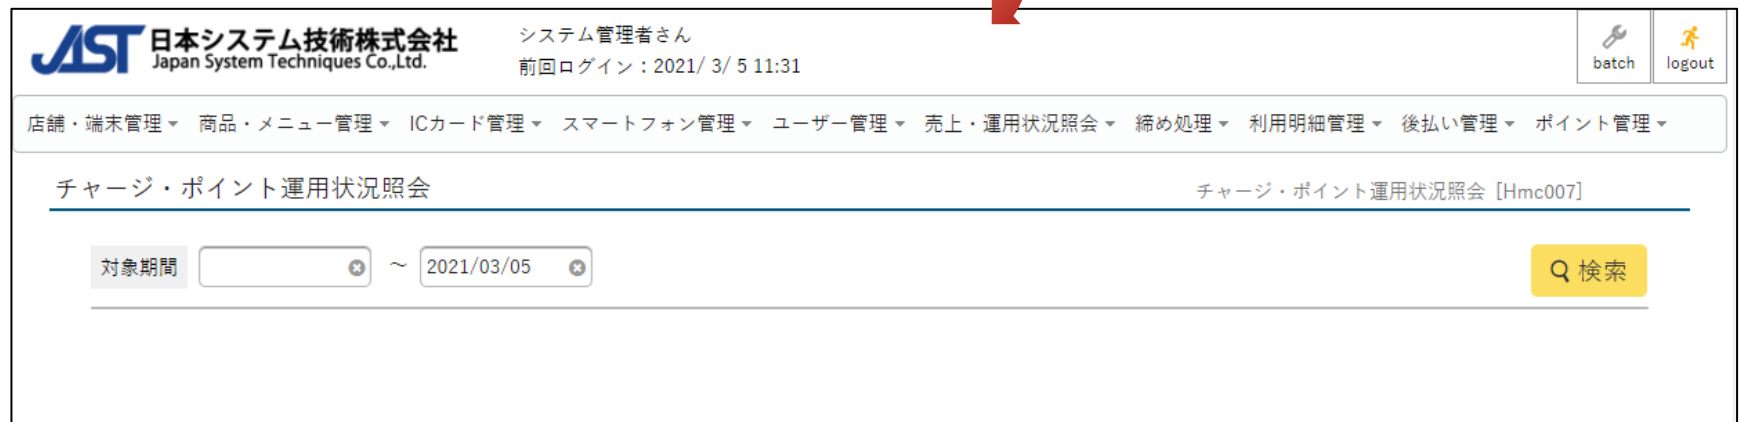 JAST 日本システム技術株式会社
Japan System Techniques Co.,Ltd.
システム管理者さん
前回ログイン：2021/ 3/ 5 11:31
batch
logout
店舗・端末管理 商品・メニュー管理 ICカード管理 スマートフォン管理 ユーザー管理 売上・運用状況照会 締め処理 利用明細管理 後払い管理 ポイント管理
チャージ・ポイント運用状況照会
チャージ・ポイント運用状況照会 [Hmc007]
対象期間 ～ 2021/03/05 検索